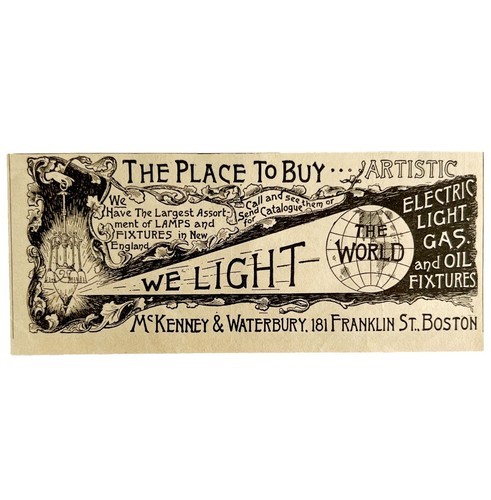 THE PLACE TO BUY .... ARTISTIC
We
HAVE THE LARGEST ASSORT-
ment of LAMPS and
FIXTURES in New
England.
Call and see them or
Send for Catalogue
ELECTRIC
LIGHT.
GAS.
and OIL
FIXTURES
WE LIGHT-
THE
WORLD
MCKENNEY & WATERBURY, 181 FRANKLIN ST., BOSTON